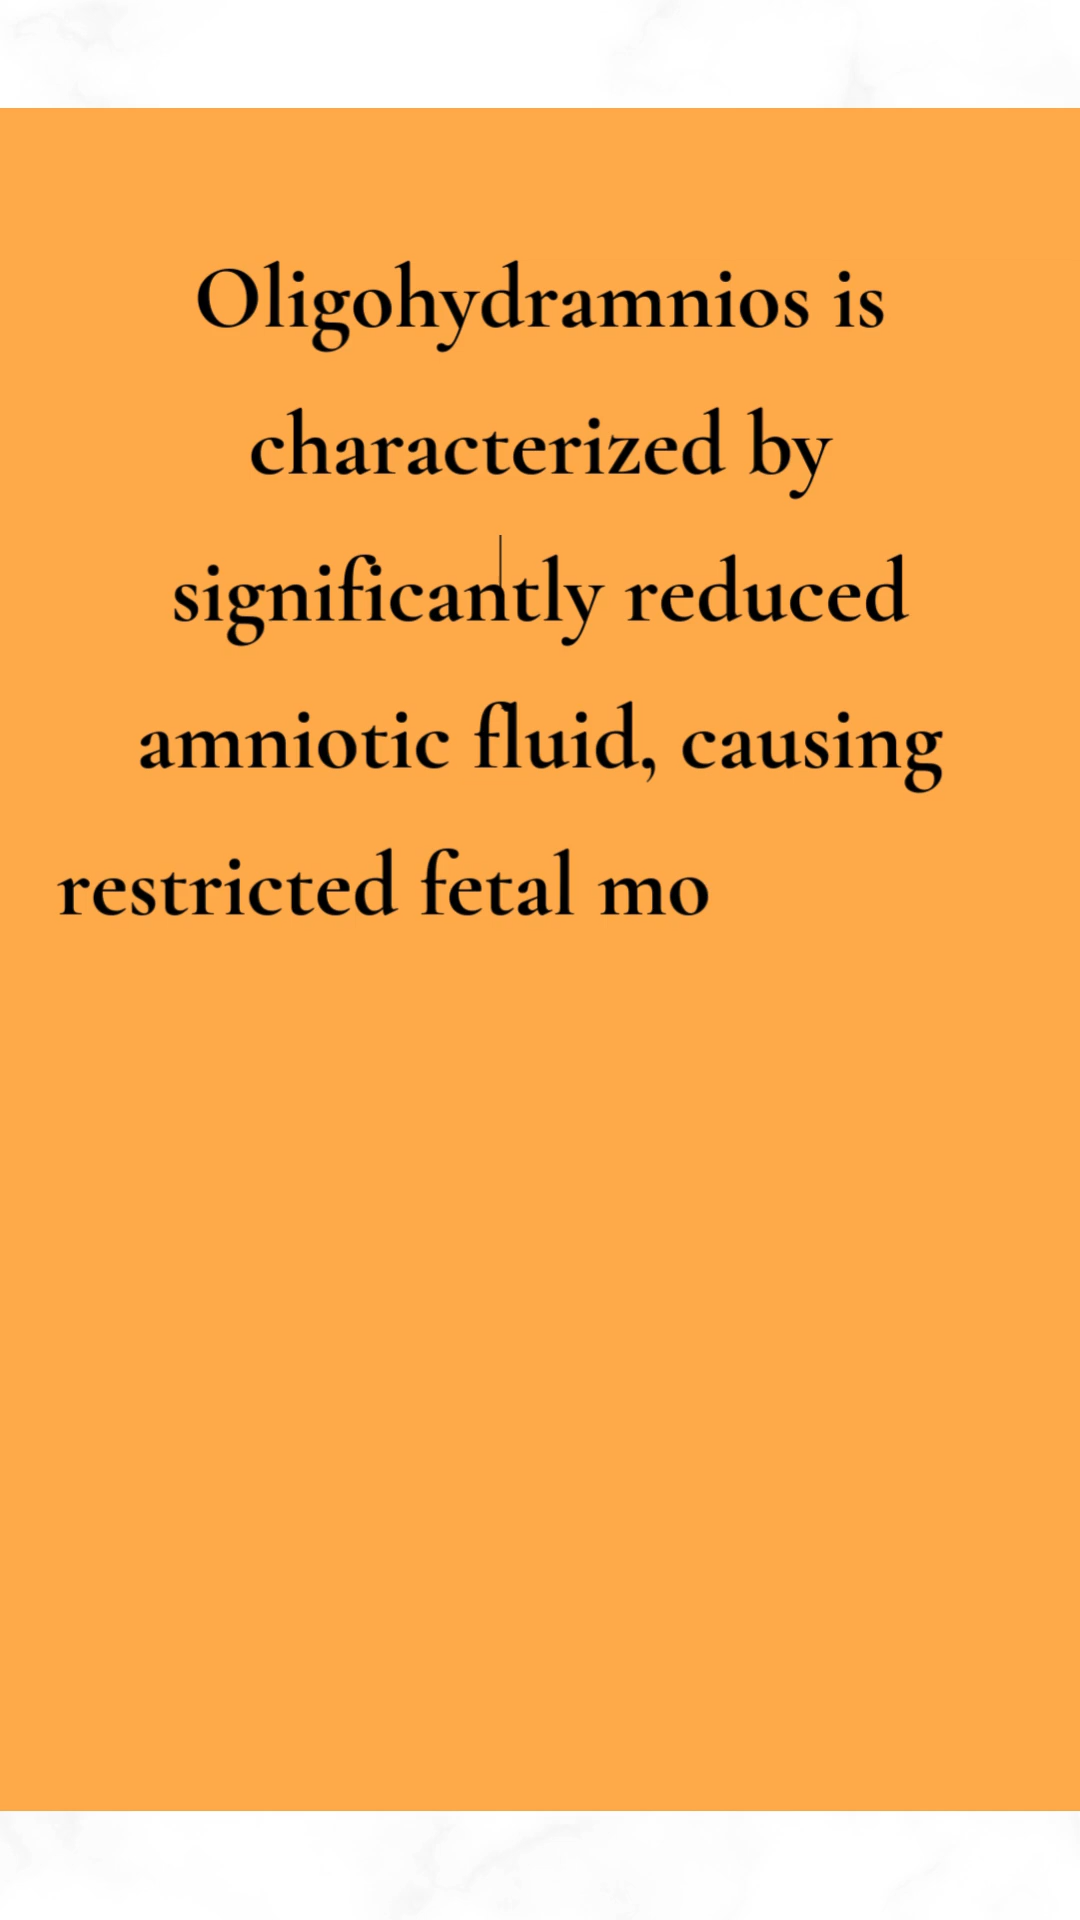 Oligohydramnios is
characterized by
significantly reduced
amniotic fluid, causing
restricted fetal mo